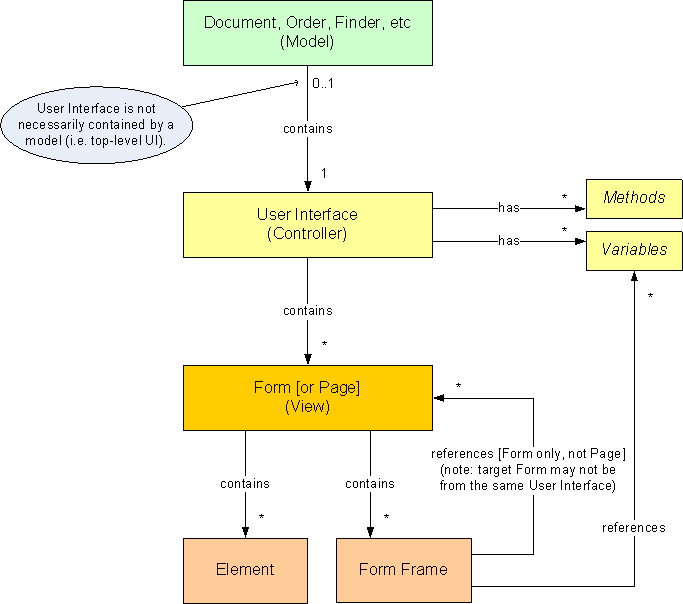 Document, Order, Finder, etc
(Model)
0..1
User Interface is not
necessarily contained by a
model (i.e. top-level UI).
contains
1
User Interface
(Controller)
has
*
Methods
has
*
Variables
contains
*
*
Form [or Page]
(View)
*
references [Form only, not Page]
(note: target Form may not be
from the same User Interface)
contains
contains
*
*
references
Element
Form Frame